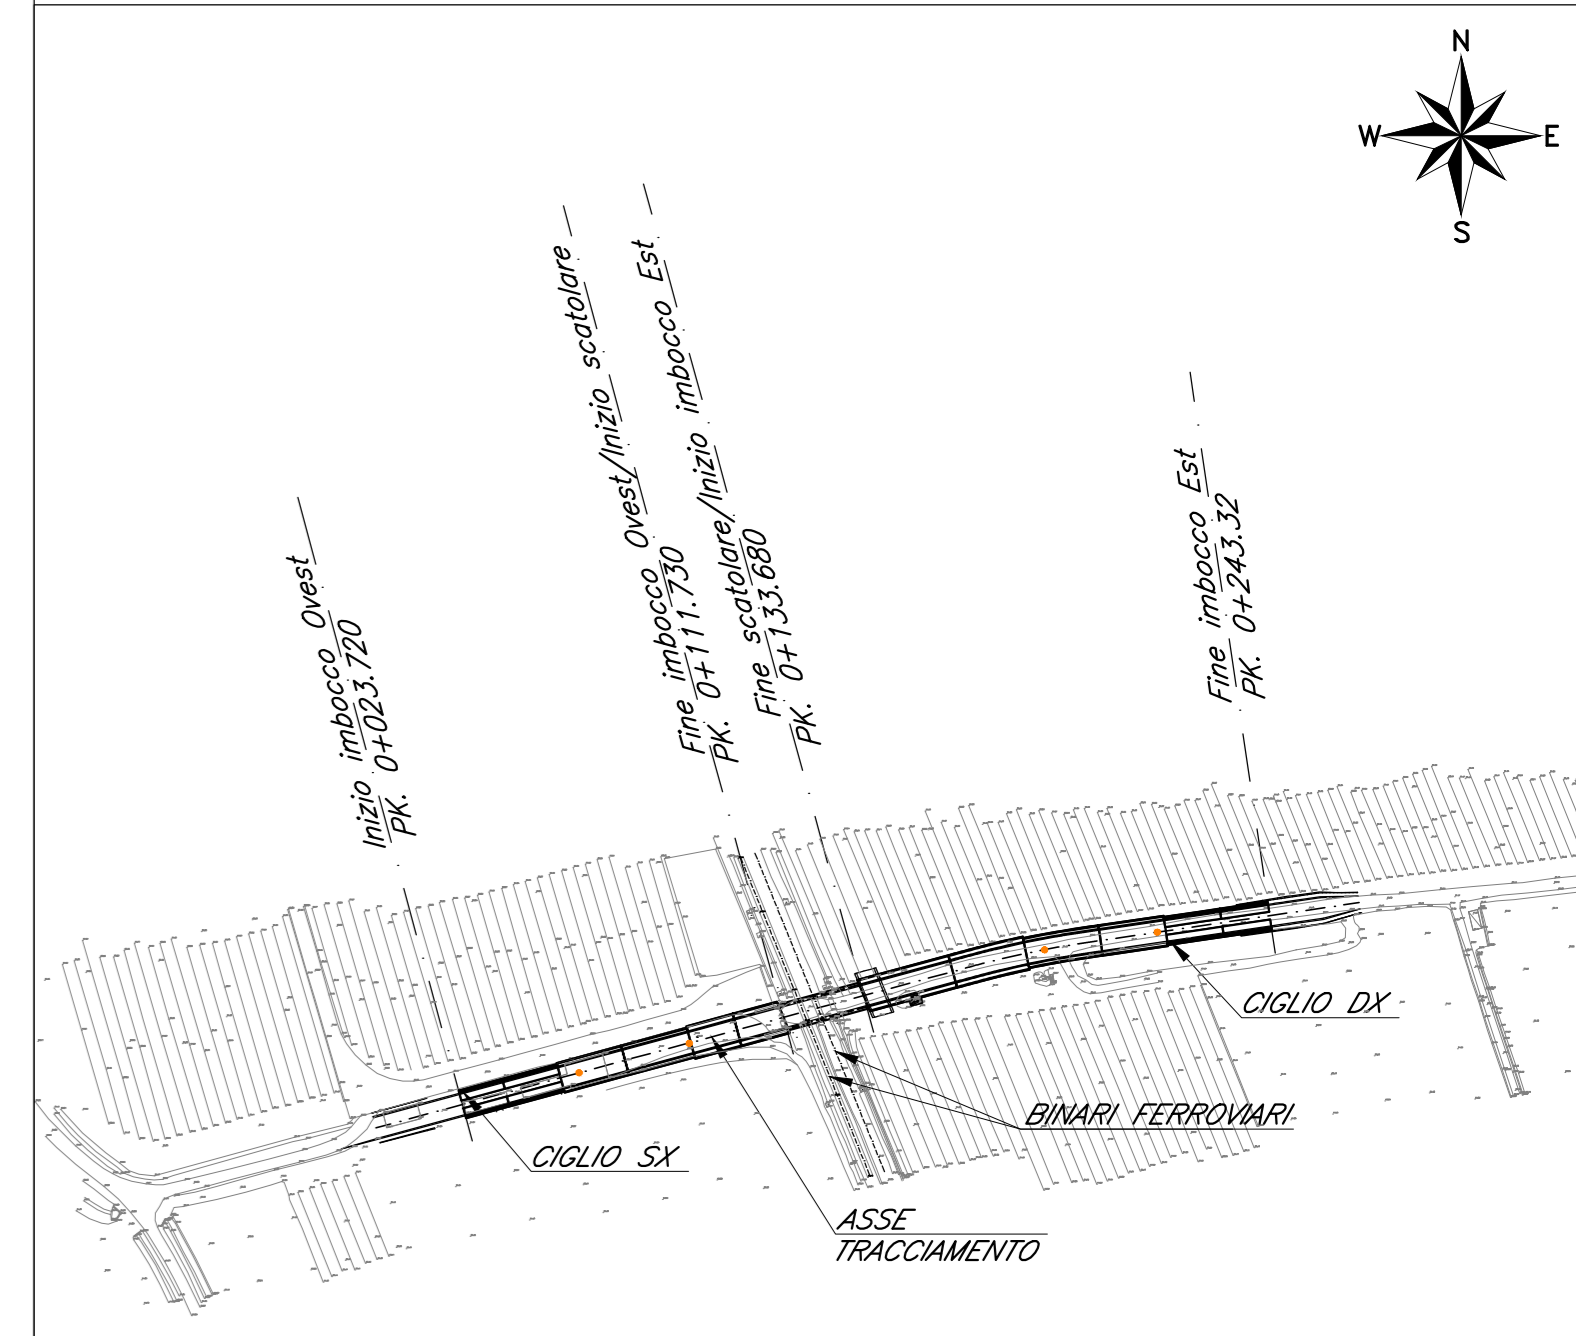 N
W
E
S
Inizio imbocco Ovest
PK. 0+023.720
Fine imbocco Ovest/Inizio scatolare
PK. 0+111.730
Fine scatolare/Inizio imbocco Est
PK. 0+133.680
Fine imbocco Est
PK. 0+243.32
CIGLIO DX
BINARI FERROVIARI
CIGLIO SX
ASSE
TRACCIAMENTO